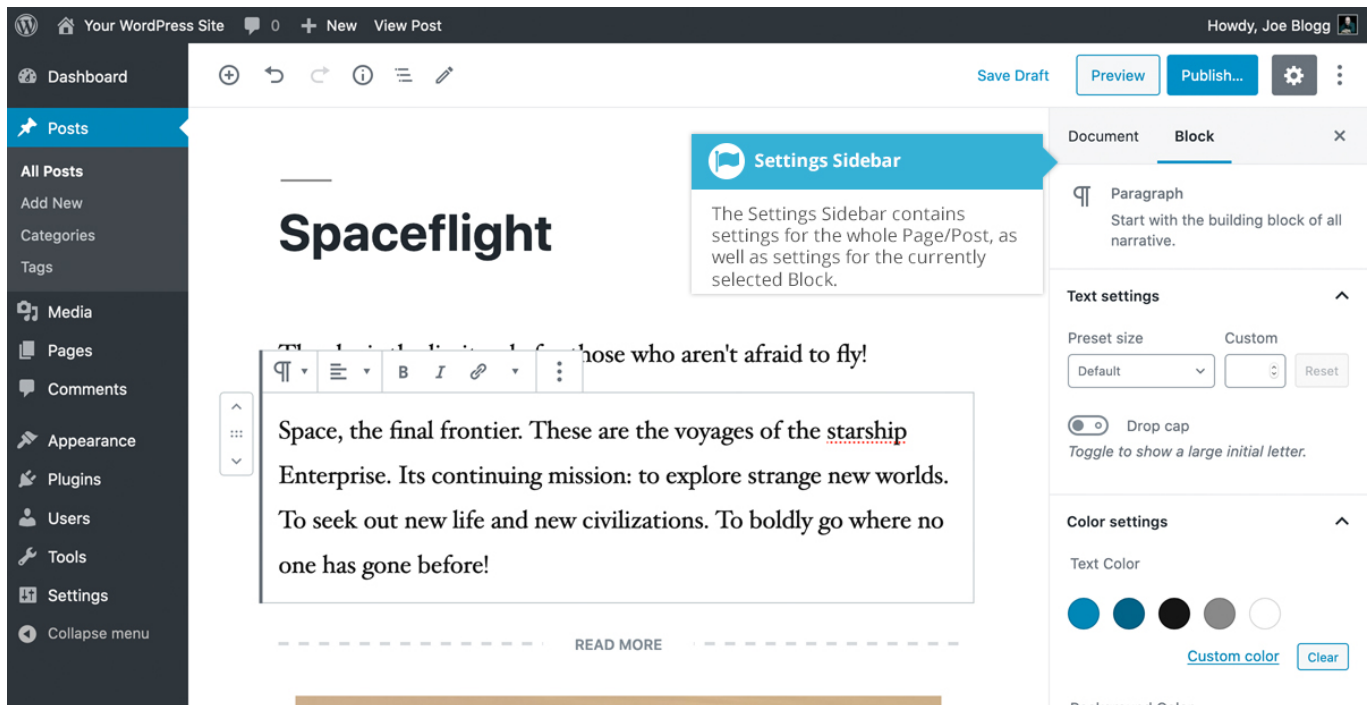 Your WordPress Site 0 New View Post Howdy, Joe Blogg
Dashboard
Posts
All Posts
Add New
Categories
Tags
Media
Pages
Comments
Appearance
Plugins
Users
Tools
Settings
Collapse menu
Save Draft Preview Publish...
Spaceflight
those who aren't afraid to fly!
B I
Space, the final frontier. These are the voyages of the starship
Enterprise. Its continuing mission: to explore strange new worlds.
To seek out new life and new civilizations. To boldly go where no
one has gone before!
READ MORE
Settings Sidebar
The Settings Sidebar contains
settings for the whole Page/Post, as
well as settings for the currently
selected Block.
Document Block
Paragraph
Start with the building block of all
narrative.
Text settings
Preset size Custom
Default Reset
Drop cap
Toggle to show a large initial letter.
Color settings
Text Color
Custom color Clear